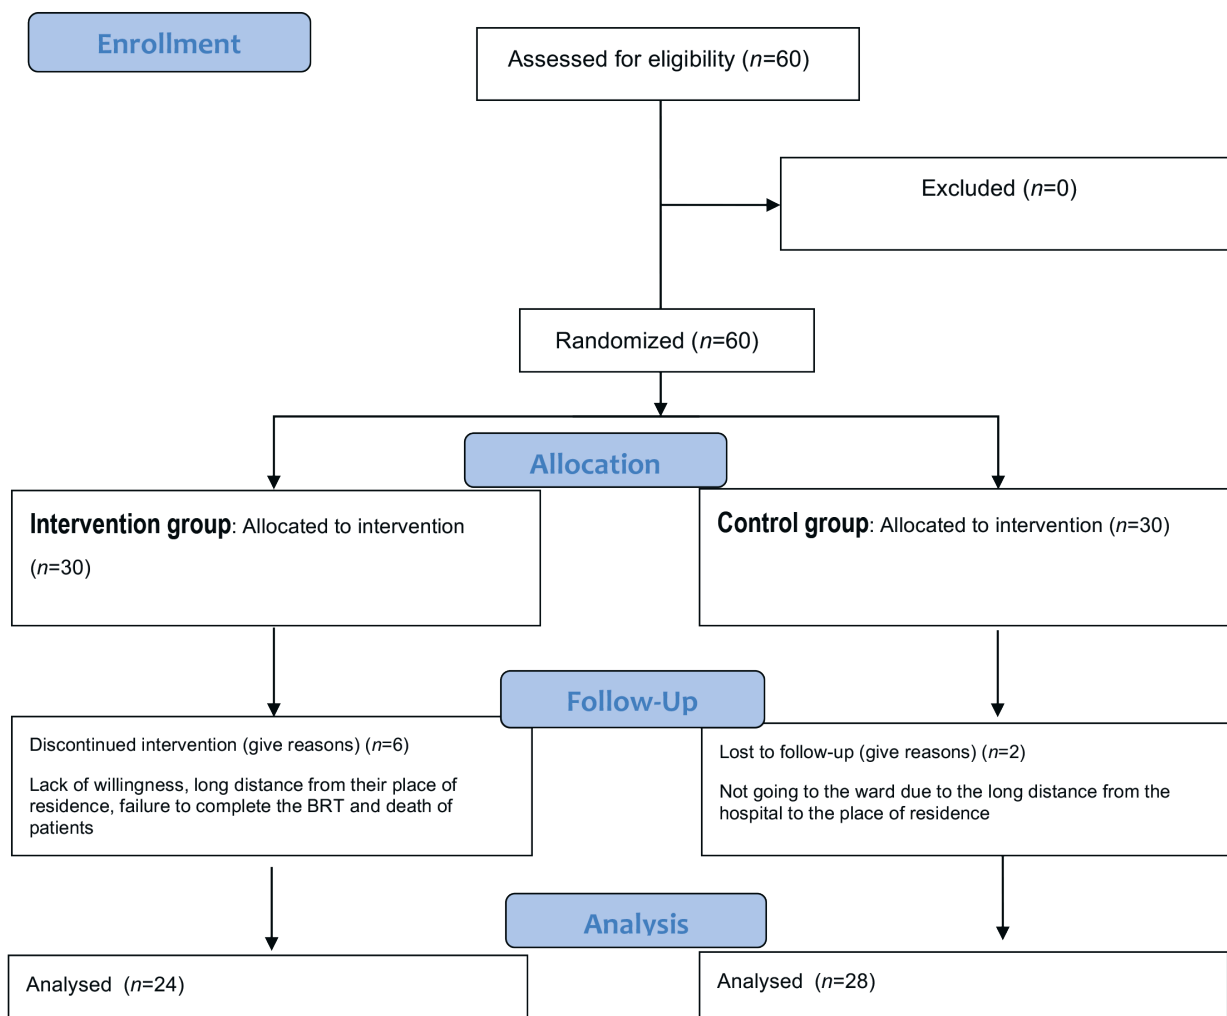 Enrollment
Assessed for eligibility (n=60)
Excluded (n=0)
Randomized (n=60)
Allocation
Intervention group: Allocated to intervention
(n=30)
Control group: Allocated to intervention (n=30)
Follow-Up
Discontinued intervention (give reasons) (n=6)
Lack of willingness, long distance from their place of
residence, failure to complete the BRT and death of
patients
Lost to follow-up (give reasons) (n=2)
Not going to the ward due to the long distance from the
hospital to the place of residence
Analysis
Analysed (n=24)
Analysed (n=28)